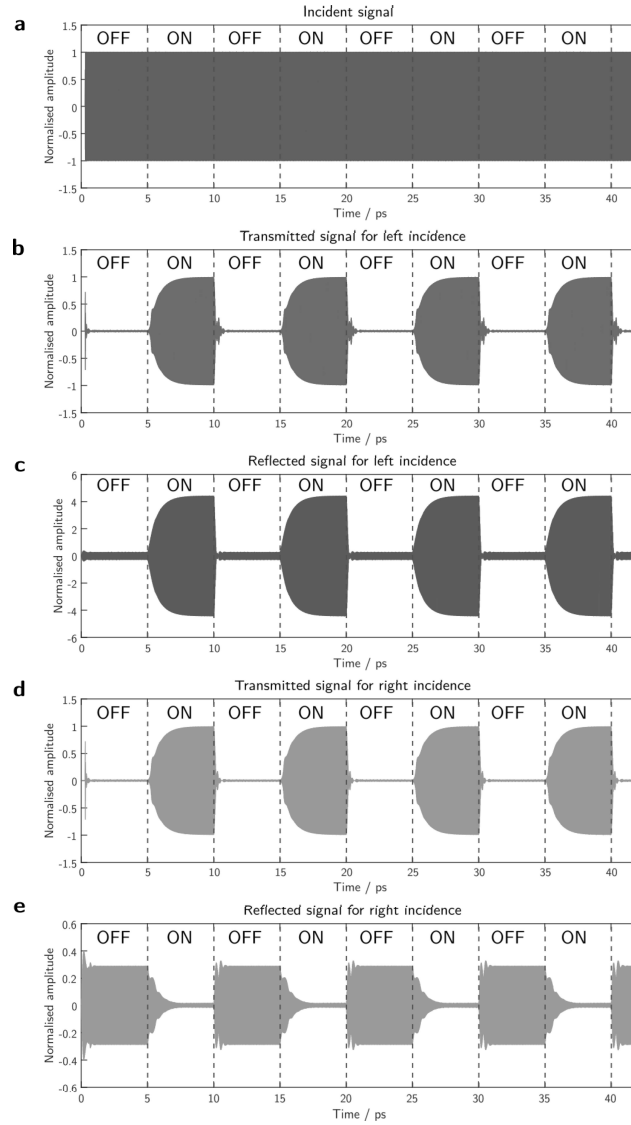 Incident signal
a
OFF ON OFF ON OFF ON OFF ON
1.5
1
0.5
0
-0.5
-1
-1.5
Normalised amplitude
0 5 10 15 20 25 30 35 40
Time / ps
Transmitted signal for left incidence
b
OFF ON OFF ON OFF ON OFF ON
1.5
1
0.5
0
-0.5
-1
-1.5
Normalised amplitude
0 5 10 15 20 25 30 35 40
Time / ps
Reflected signal for left incidence
c
OFF ON OFF ON OFF ON OFF ON
6
4
2
0
-2
-4
-6
Normalised amplitude
0 5 10 15 20 25 30 35 40
Time / ps
Transmitted signal for right incidence
d
OFF ON OFF ON OFF ON OFF ON
1.5
1
0.5
0
-0.5
-1
-1.5
Normalised amplitude
0 5 10 15 20 25 30 35 40
Time / ps
Reflected signal for right incidence
e
OFF ON OFF ON OFF ON OFF ON
0.6
0.4
0.2
0
-0.2
-0.4
-0.6
Normalised amplitude
0 5 10 15 20 25 30 35 40
Time / ps